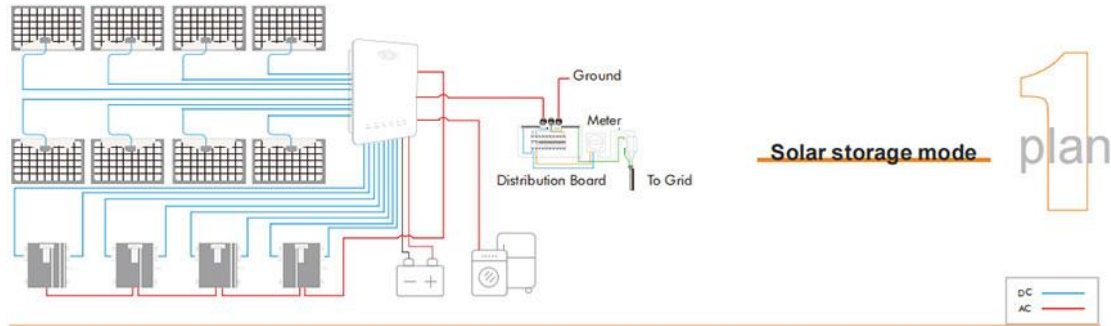 Ground
Meter
Distribution Board
To Grid
Solar storage mode
1
plan
DC
AC